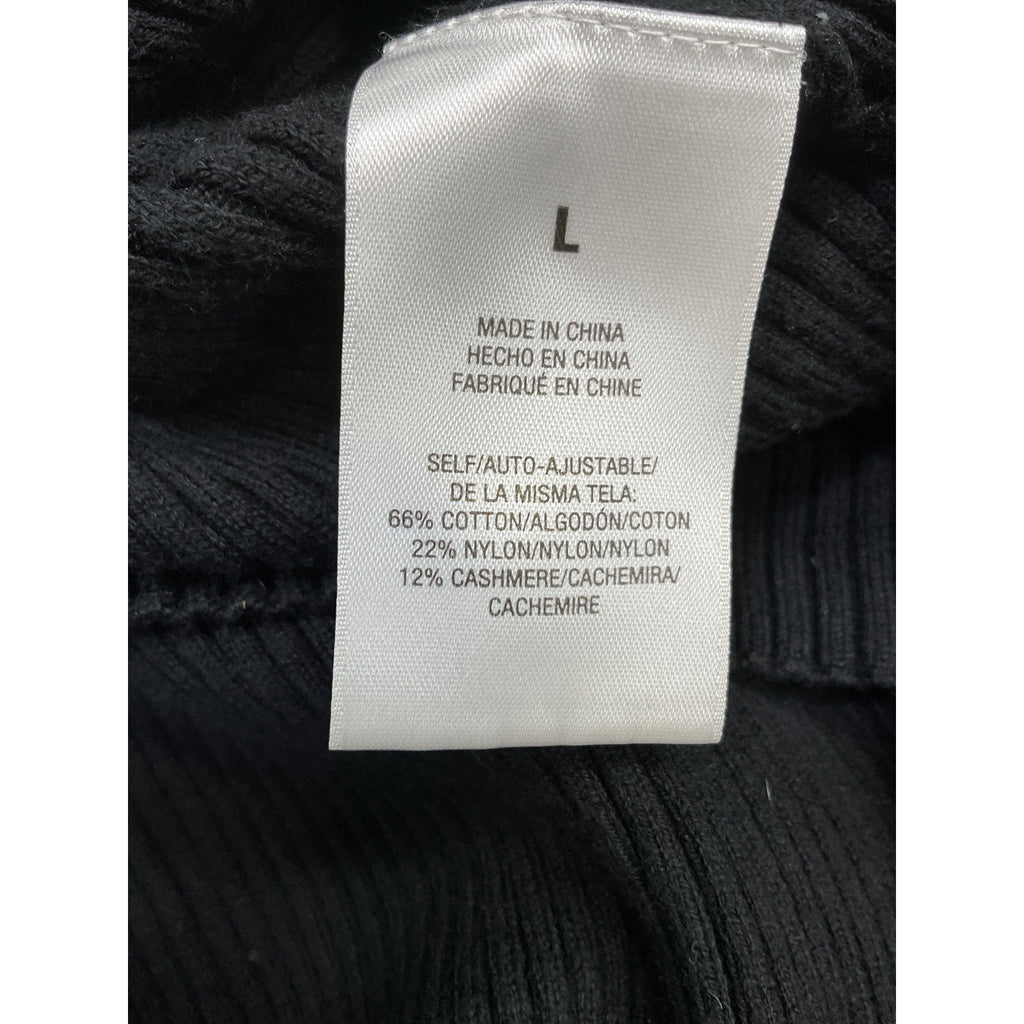 L
MADE IN CHINA
HECHO EN CHINA
FABRIQUÉ EN CHINE
SELF/AUTO-AJUSTABLE/
DE LA MISMA TELA:
66% COTTON/ALGODÓN/COTON
22% NYLON/NYLON/NYLON
12% CASHMERE/CACHEMIRA/
CACHEMIRE